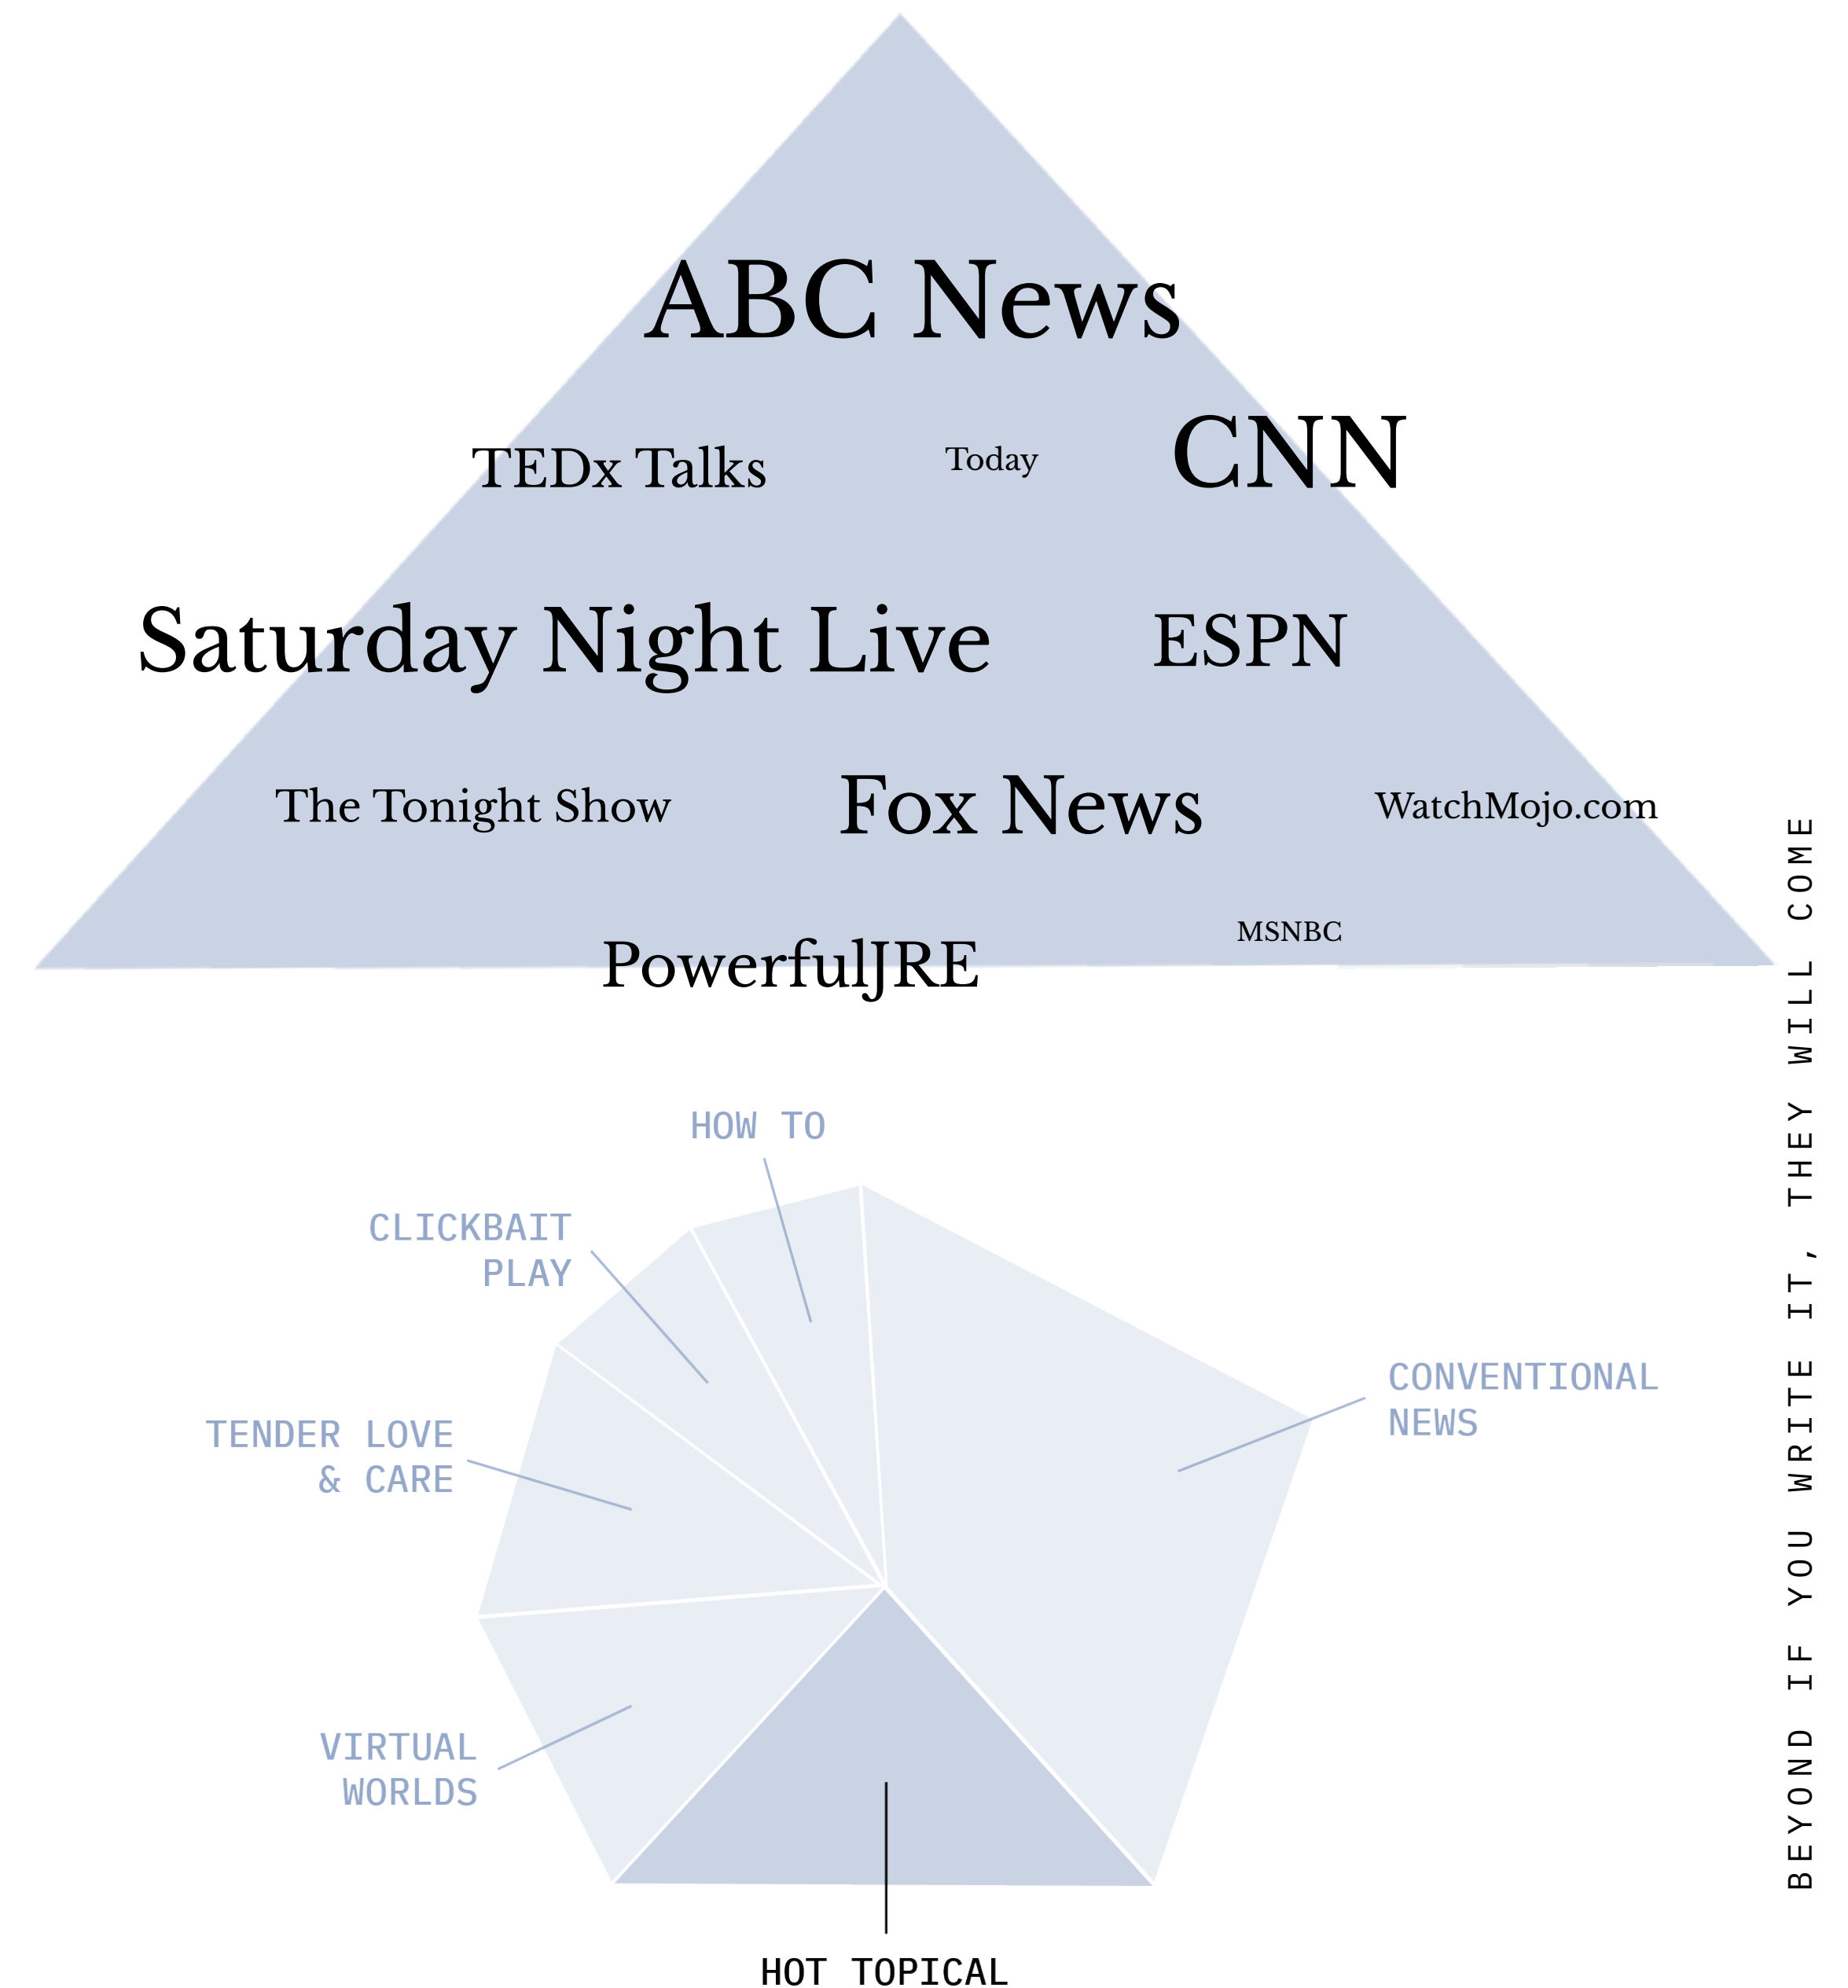 ABC News
TEDx Talks
Today
CNN
Saturday Night Live
ESPN
The Tonight Show
Fox News
WatchMojo.com
PowerfulJRE
MSNBC
HOW TO
CLICKBAIT
PLAY
CONVENTIONAL
NEWS
TENDER LOVE
& CARE
VIRTUAL
WORLDS
HOT TOPICAL
BEYOND IF YOU WRITE IT, THEY WILL COME